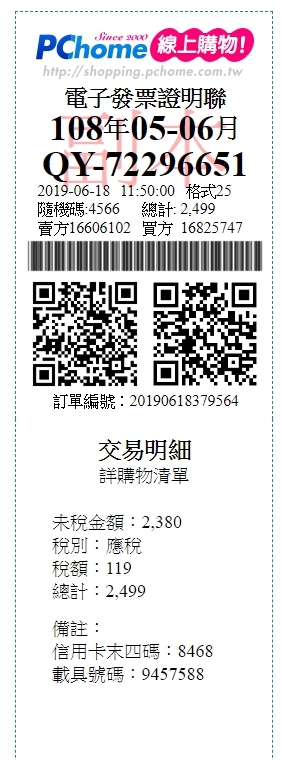 Since 2000
PChome 線上購物!
http://shopping.pchome.com.tw
電子發票證明聯
108年05-06月
QY-72296651
副本
2019-06-18 11:50:00 格式25
隨機碼:4566 總計: 2,499
賣方16606102 買方 16825747
訂單編號：20190618379564
交易明細
詳購物清單
未稅金額：2,380
稅別：應稅
稅額：119
總計：2,499
備註：
信用卡末四碼：8468
載具號碼：9457588